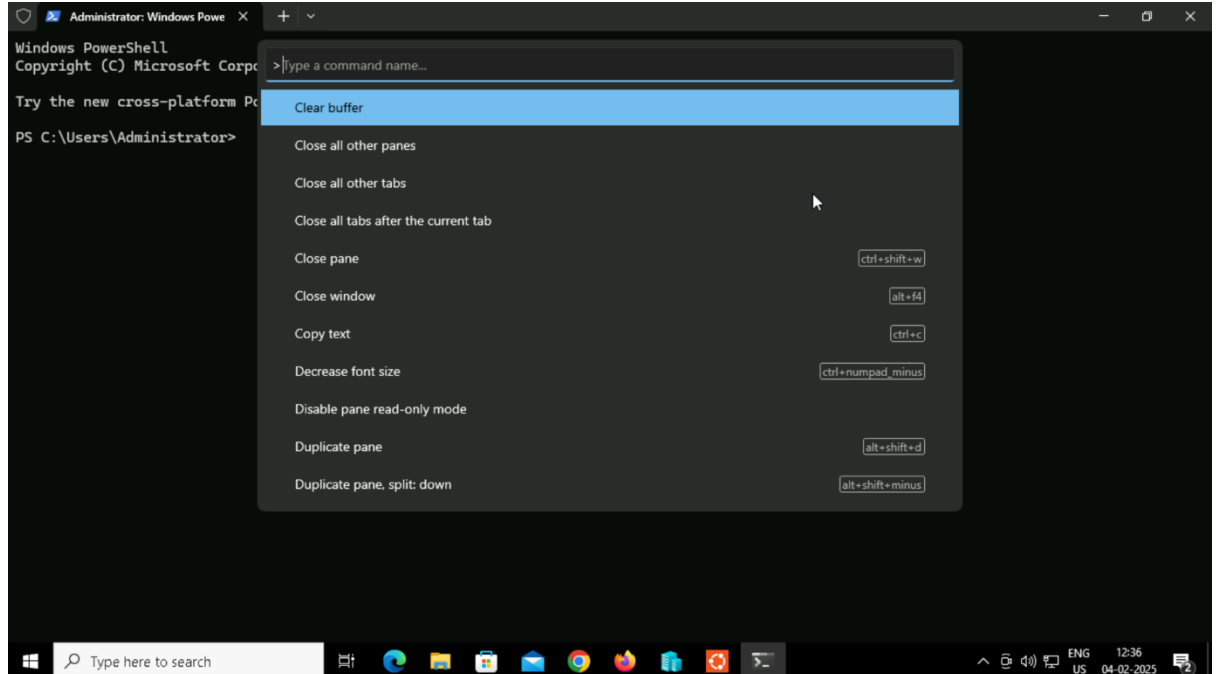 Administrator: Windows Powe
Windows PowerShell
Copyright (C) Microsoft Corpo
Try the new cross-platform Po
PS C:\Users\Administrator>
>Type a command name...
Clear buffer
Close all other panes
Close all other tabs
Close all tabs after the current tab
Close pane ctrl+shift+w
Close window alt+f4
Copy text ctrl+c
Decrease font size ctrl+numpad_minus
Disable pane read-only mode
Duplicate pane alt+shift+d
Duplicate pane, split: down alt+shift+minus
Type here to search
ENG 12:36
US 04-02-2025 2